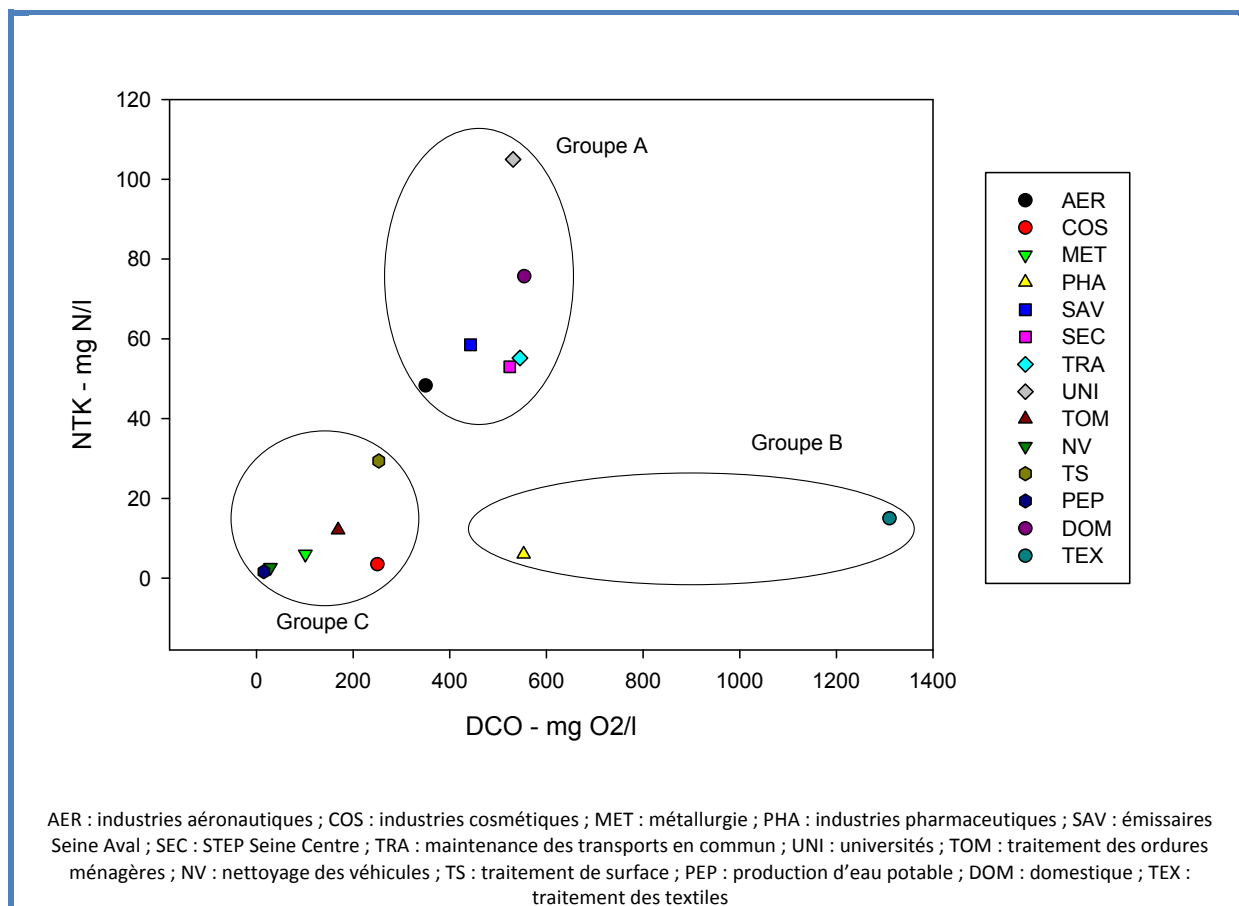 120
100
80
60
40
20
0
NTK - mg N/l
Groupe A
Groupe B
Groupe C
0 200 400 600 800 1000 1200 1400
DCO - mg O2/l
AER
COS
MET
PHA
SAV
SEC
TRA
UNI
TOM
NV
TS
PEP
DOM
TEX
AER : industries aéronautiques ; COS : industries cosmétiques ; MET : métallurgie ; PHA : industries pharmaceutiques ; SAV : émissaires
Seine Aval ; SEC : STEP Seine Centre ; TRA : maintenance des transports en commun ; UNI : universités ; TOM : traitement des ordures
ménagères ; NV : nettoyage des véhicules ; TS : traitement de surface ; PEP : production d’eau potable ; DOM : domestique ; TEX :
traitement des textiles